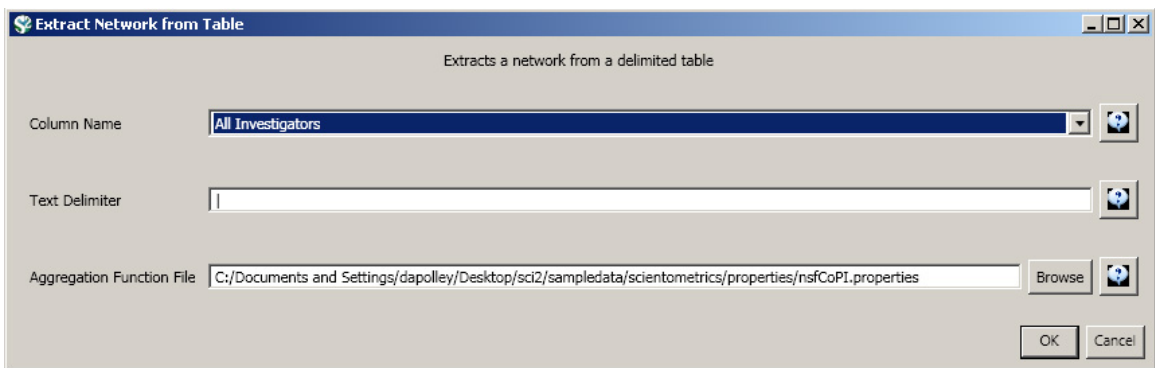 Extract Network from Table
Extracts a network from a delimited table
Column Name All Investigators
Text Delimiter |
Aggregation Function File C:/Documents and Settings/dapolley/Desktop/sci2/sampledata/scientometrics/properties/nsfCoPI.properties Browse
OK Cancel